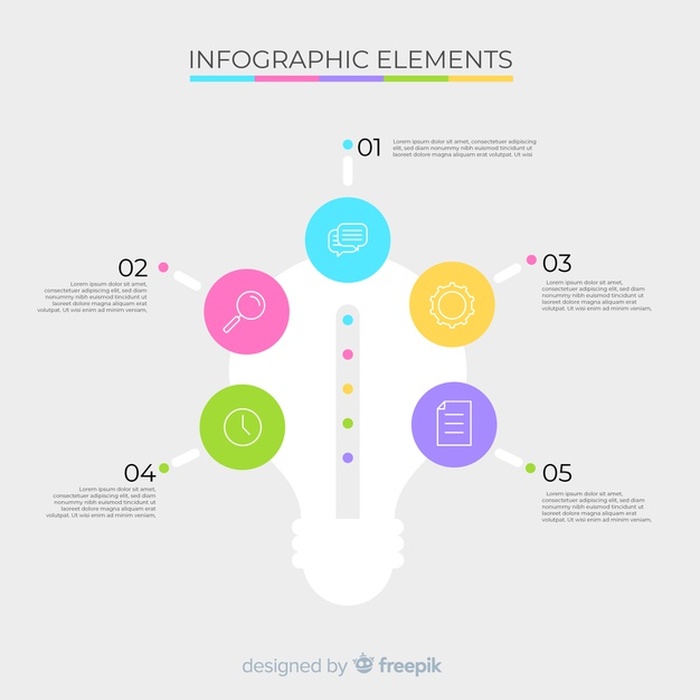 INFOGRAPHIC ELEMENTS
01
Lorem ipsum dolor sit amet, consectetuer adipiscing
elit, sed diam nonummy nibh euismod tincidunt ut
laoreet dolore magna aliquam erat volutpat. Ut wisi
02
Lorem ipsum dolor sit amet,
consectetuer adipiscing elit, sed diam
nonummy nibh euismod tincidunt ut
laoreet dolore magna aliquam erat
volutpat. Ut wisi enim ad minim veniam,
03
Lorem ipsum dolor sit amet,
consectetuer adipiscing elit, sed diam
nonummy nibh euismod tincidunt ut
laoreet dolore magna aliquam erat
volutpat. Ut wisi enim ad minim veniam,
04
Lorem ipsum dolor sit amet,
consectetuer adipiscing elit, sed diam
nonummy nibh euismod tincidunt ut
laoreet dolore magna aliquam erat
volutpat. Ut wisi enim ad minim veniam,
05
Lorem ipsum dolor sit amet,
consectetuer adipiscing elit, sed diam
nonummy nibh euismod tincidunt ut
laoreet dolore magna aliquam erat
volutpat. Ut wisi enim ad minim veniam,
designed by freepik